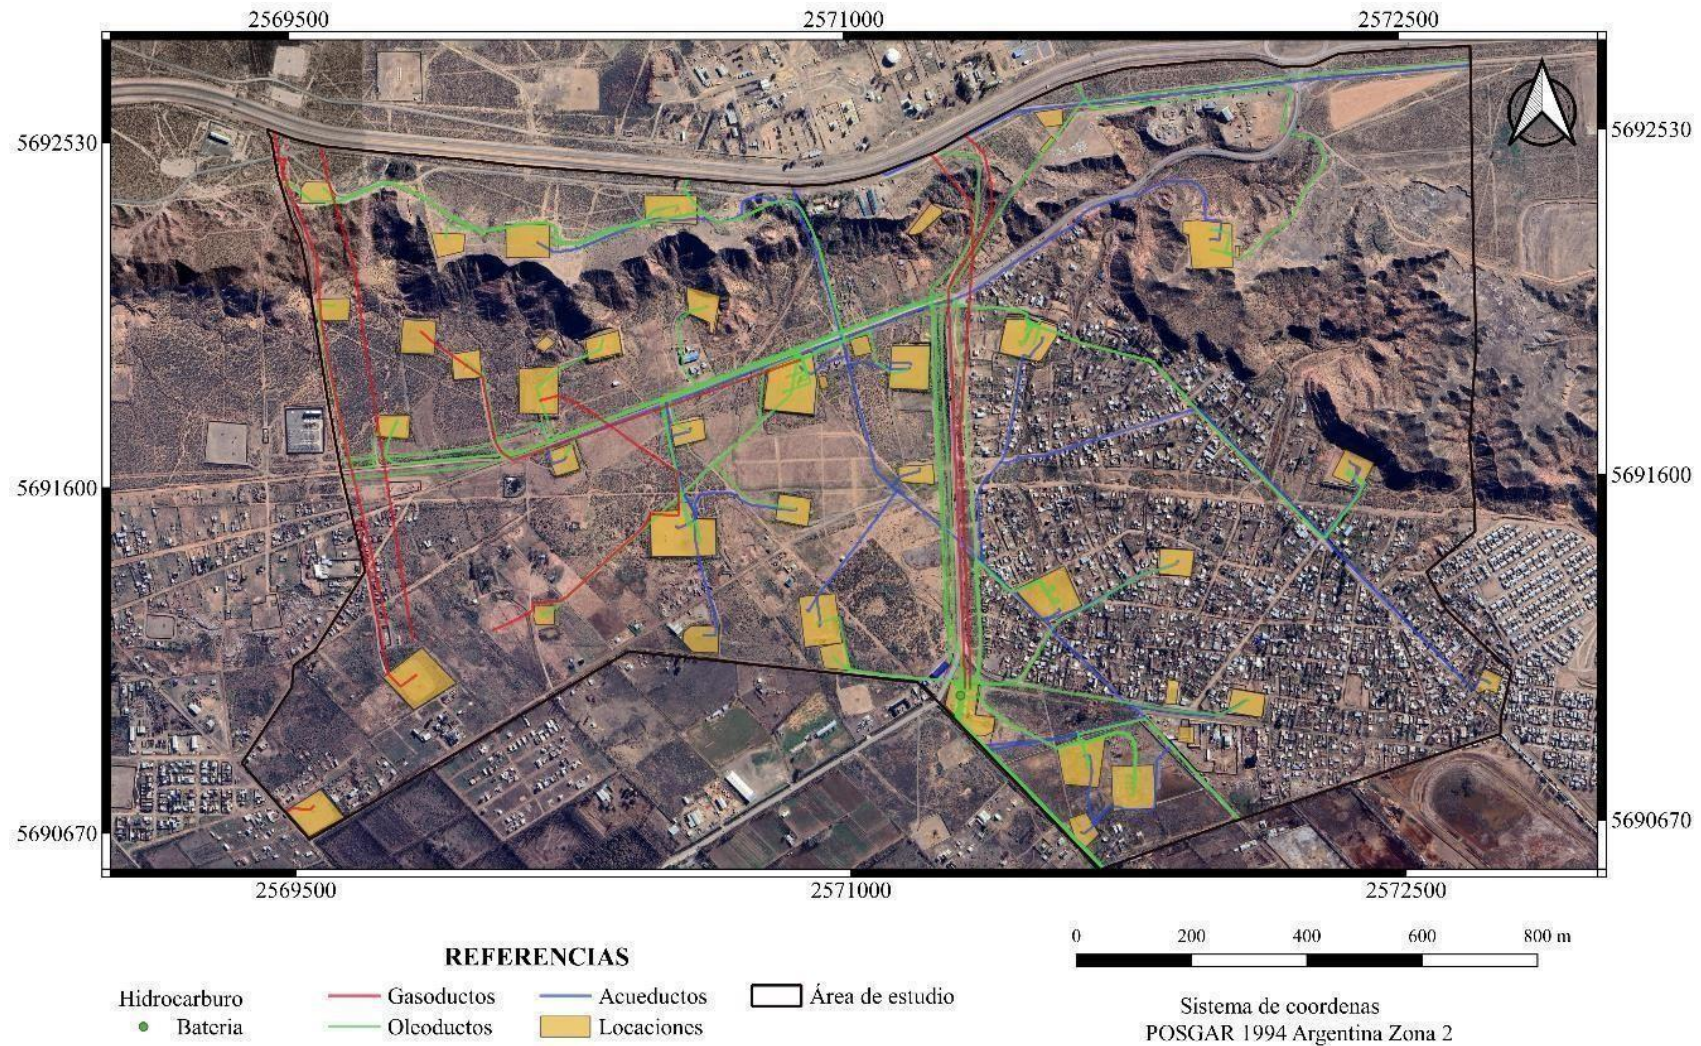 2569500 2571000 2572500
5692530 5692530
5691600 5691600
5690670 5690670
2569500 2571000 2572500
0 200 400 600 800 m
REFERENCIAS
Hidrocarburo
Bateria
Gasoductos
Oleoductos
Acueductos
Locaciones
Área de estudio
Sistema de coordenas
POSGAR 1994 Argentina Zona 2